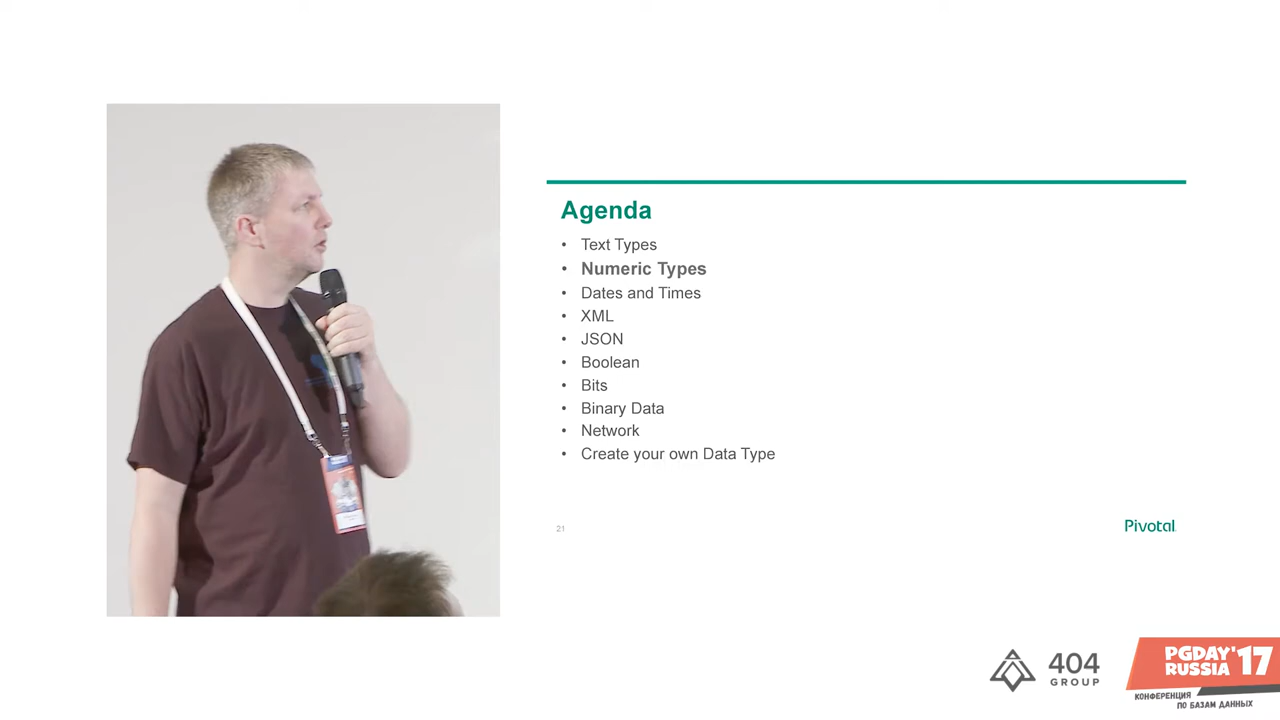 Agenda
• Text Types
• Numeric Types
• Dates and Times
• XML
• JSON
• Boolean
• Bits
• Binary Data
• Network
• Create your own Data Type
21
Pivotal
404
GROUP
PGDAY'17
RUSSIA
КОНФЕРЕНЦИЯ
ПО БАЗАМ ДАННЫХ